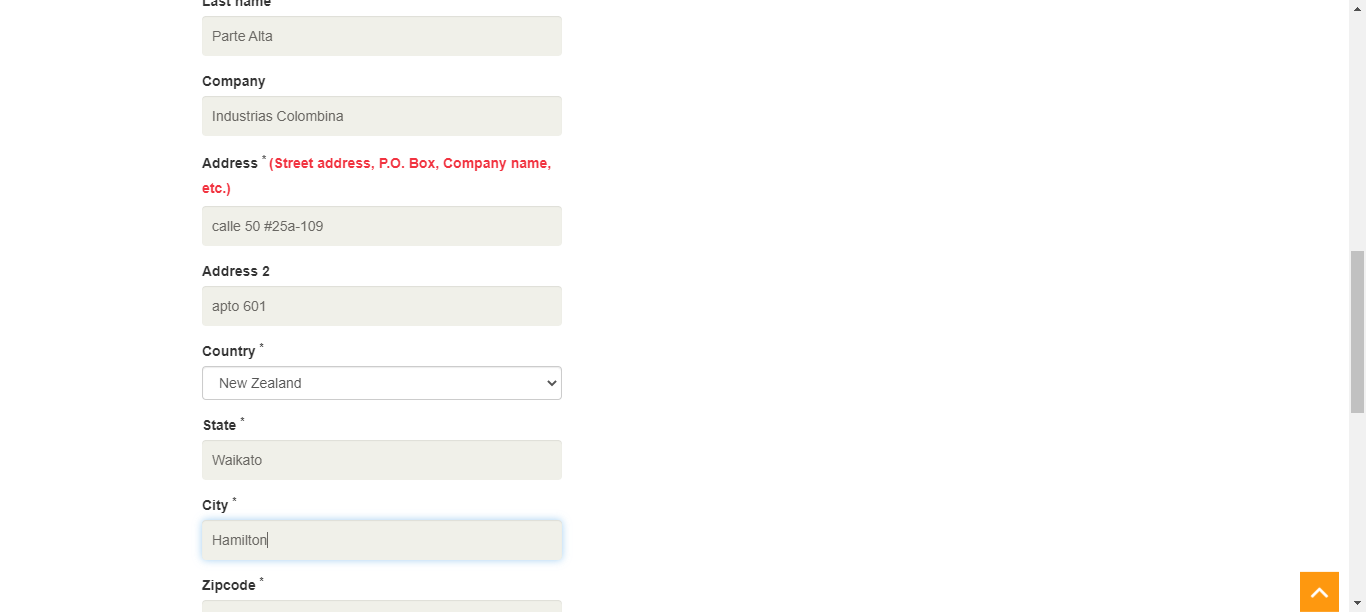 Last name
Parte Alta
Company
Industrias Colombina
Address * (Street address, P.O. Box, Company name,
etc.)
calle 50 #25a-109
Address 2
apto 601
Country *
New Zealand
State *
Waikato
City *
Hamilton
Zipcode *